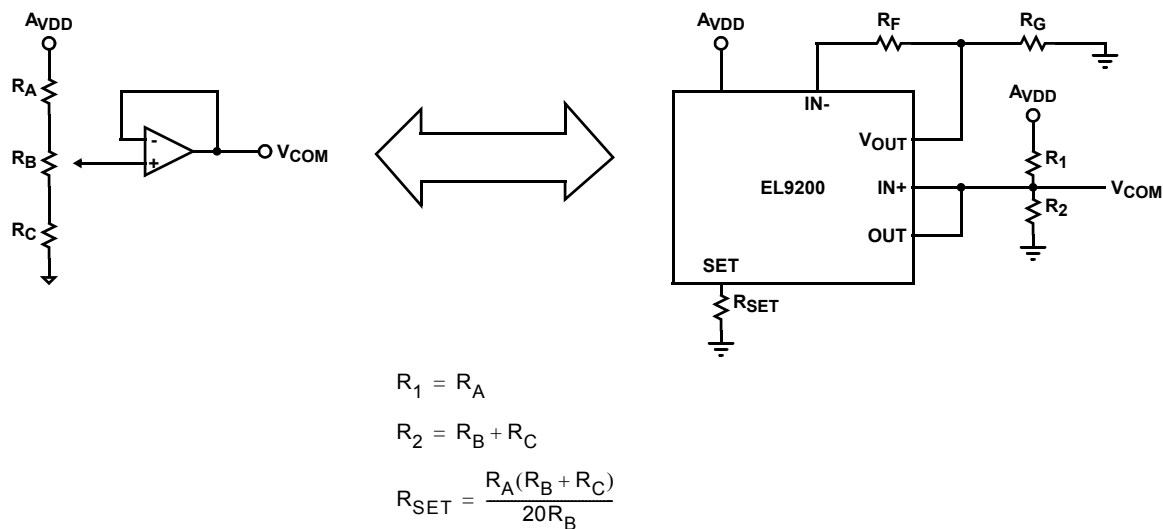 AVDD
RA
RB
RC
-
+
VCOM
AVDD
RF
RG
IN-
AVDD
VOUT
R1
EL9200
IN+
VCOM
R2
OUT
SET
RSET
R1 = RA
R2 = RB + RC
RSET = RA(RB + RC) / 20RB